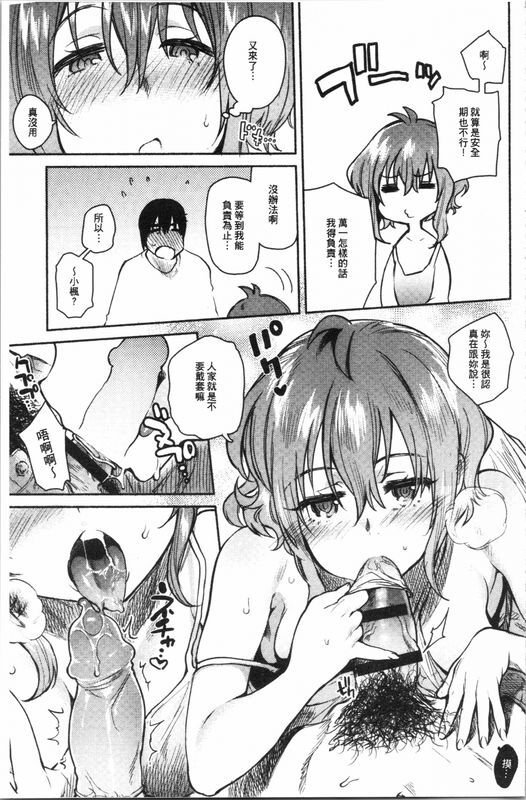 啊～
就算是安全
期也不行！
ブーッ
萬一怎樣的話
我得負責…
又來了…
真沒用
沒辦法啊
要等到我能
負責為止…
所以…
～小楓？
妳～我是很認
真在跟妳說…
人家就是不
要戴套嘛
唔啊啊～
摸…